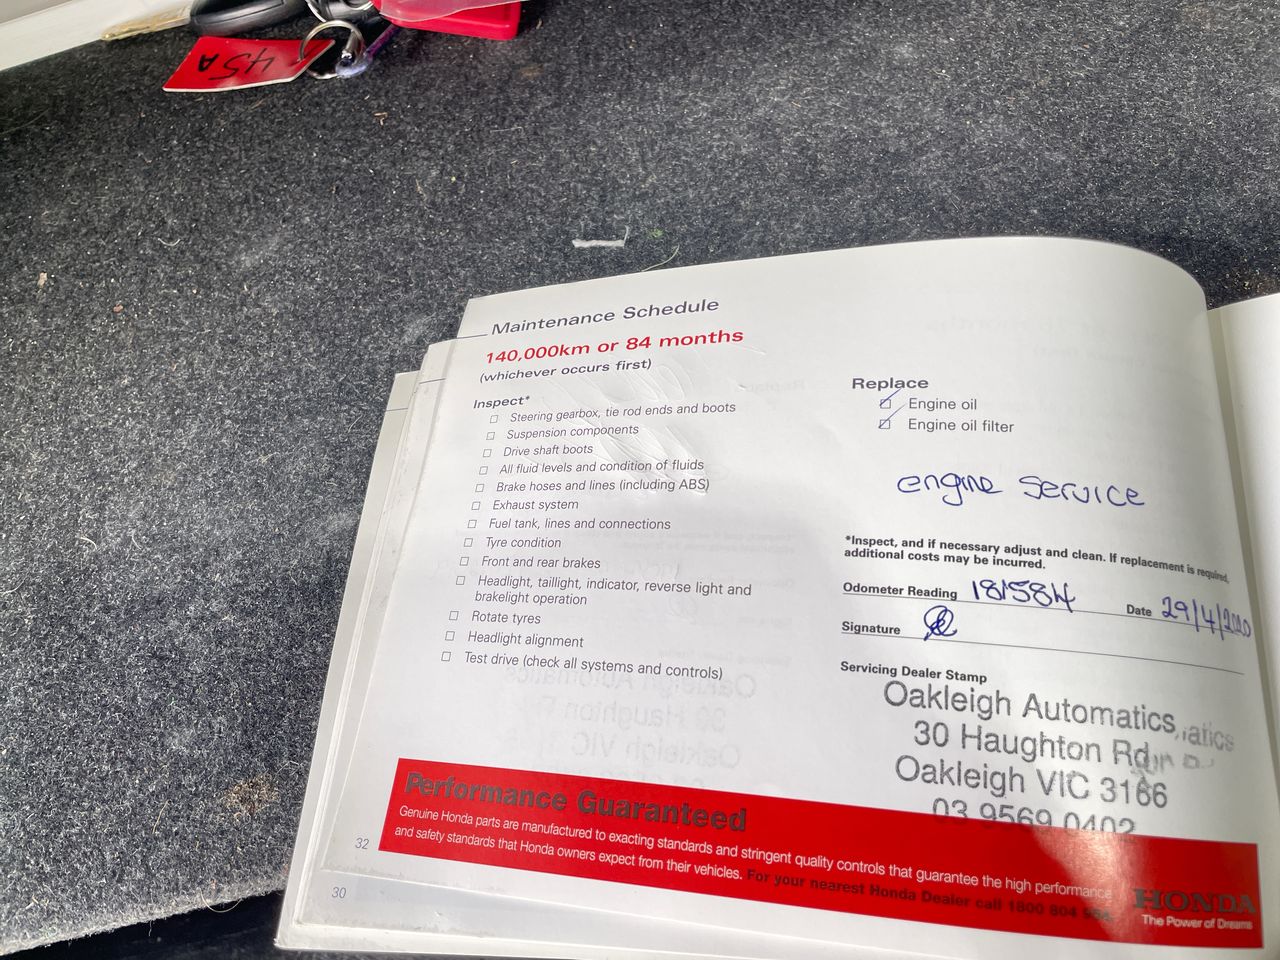 45A
Maintenance Schedule
140,000km or 84 months
(whichever occurs first)
Inspect*
Steering gearbox, tie rod ends and boots
Suspension components
Drive shaft boots
All fluid levels and condition of fluids
Brake hoses and lines (including ABS)
Exhaust system
Fuel tank, lines and connections
Tyre condition
Front and rear brakes
Headlight, taillight, indicator, reverse light and
brakelight operation
Rotate tyres
Headlight alignment
Test drive (check all systems and controls)
Replace
Engine oil
Engine oil filter
engine service
*Inspect, and if necessary adjust and clean. If replacement is required,
additional costs may be incurred.
Odometer Reading 181584 Date 29/4/2020
Signature
Servicing Dealer Stamp
Oakleigh Automatics
30 Haughton Rd
Oakleigh VIC 3166
03 9569 0402
Performance Guaranteed
Genuine Honda parts are manufactured to exacting standards and stringent quality controls that guarantee the high performance
and safety standards that Honda owners expect from their vehicles. For your nearest Honda Dealer call 1800 804
HONDA
The Power of Dreams
32
30